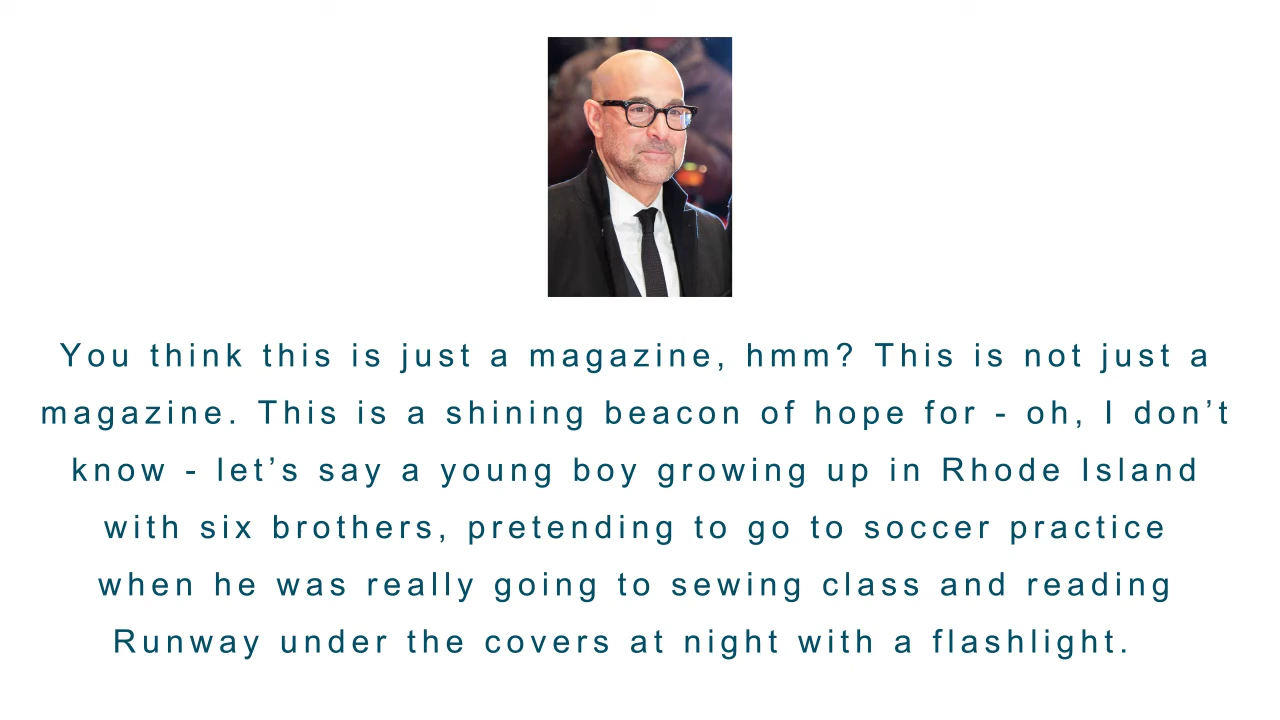 You think this is just a magazine, hmm? This is not just a
magazine. This is a shining beacon of hope for - oh, I don’t
know - let’s say a young boy growing up in Rhode Island
with six brothers, pretending to go to soccer practice
when he was really going to sewing class and reading
Runway under the covers at night with a flashlight.